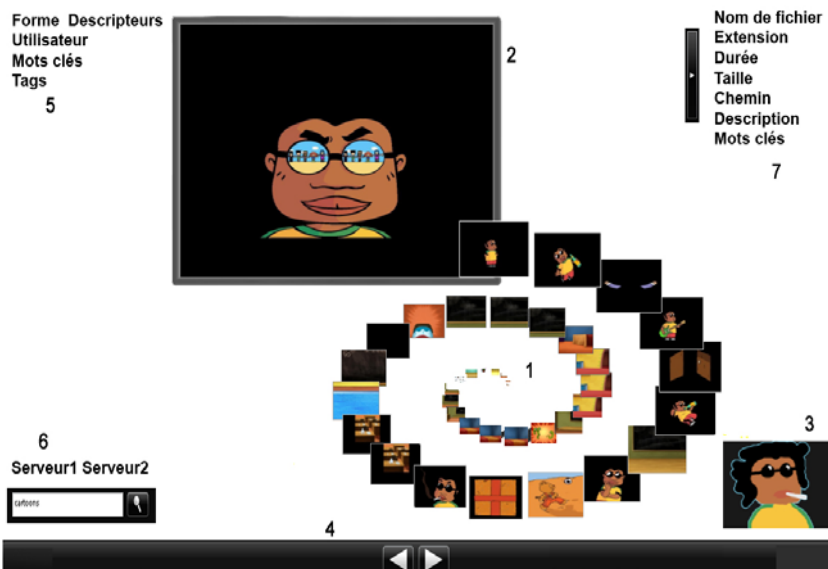 Forme Descripteurs
Utilisateur
Mots clés
Tags
5
2
Nom de fichier
Extension
Durée
Taille
Chemin
Description
Mots clés
7
1
3
6
Serveur1 Serveur2
cartoons
4